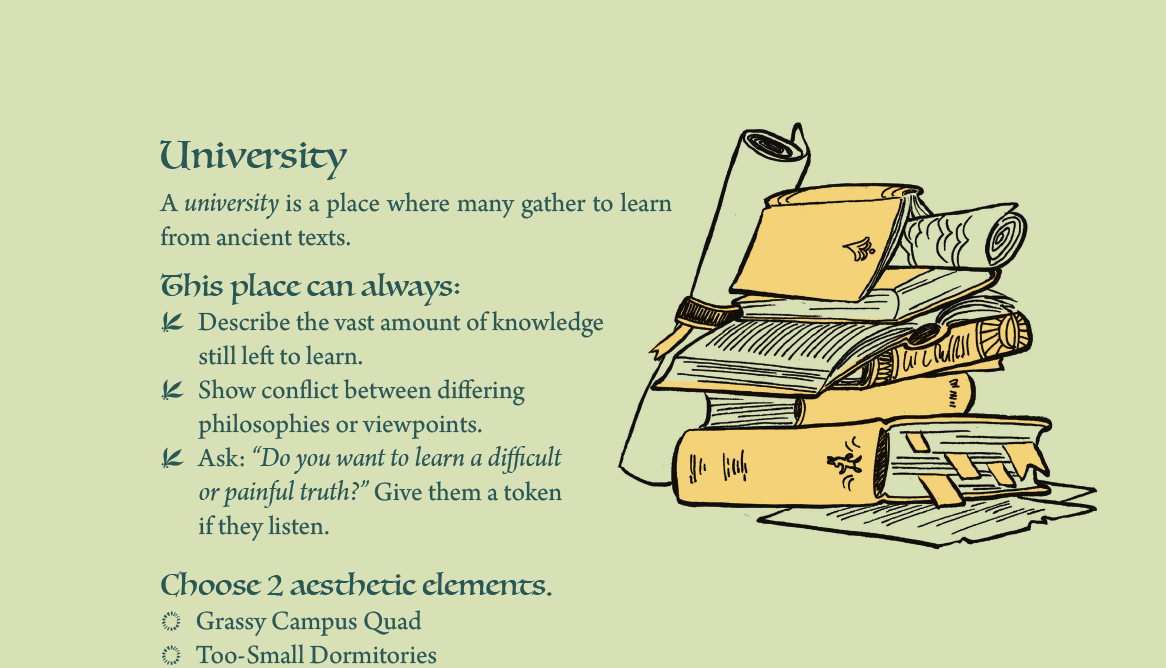 University
A university is a place where many gather to learn
from ancient texts.
This place can always:
Describe the vast amount of knowledge
still left to learn.
Show conflict between differing
philosophies or viewpoints.
Ask: “Do you want to learn a difficult
or painful truth?” Give them a token
if they listen.
Choose 2 aesthetic elements.
Grassy Campus Quad
Too-Small Dormitories